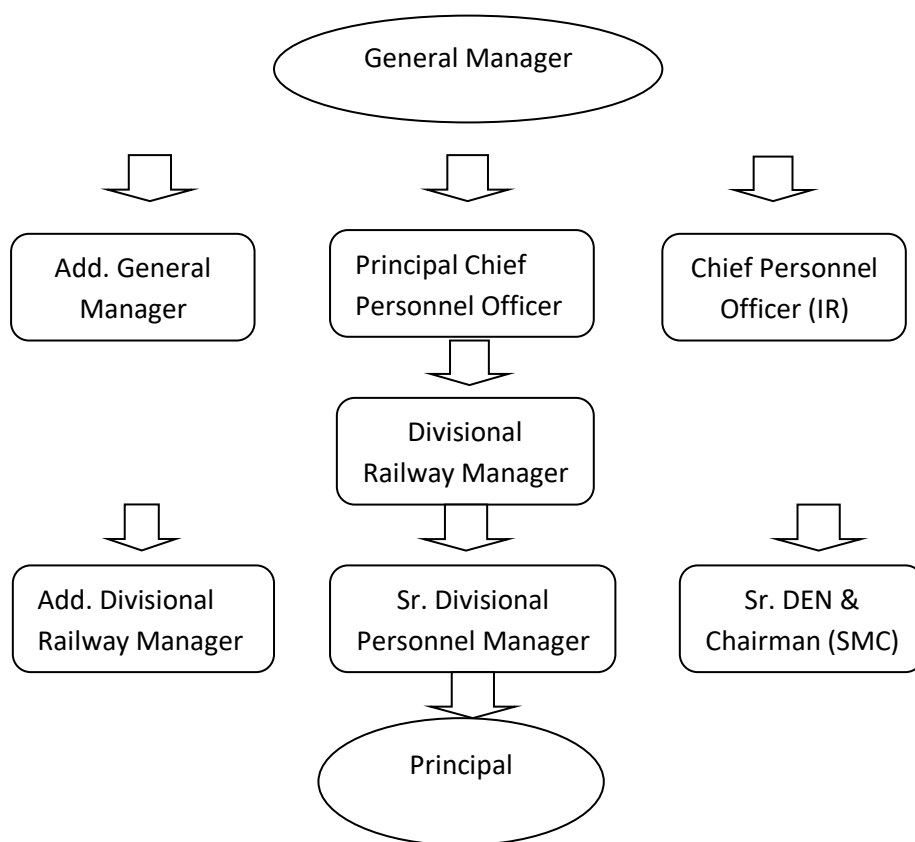 General Manager
Add. General
Manager
Principal Chief
Personnel Officer
Chief Personnel
Officer (IR)
Divisional
Railway Manager
Add. Divisional
Railway Manager
Sr. Divisional
Personnel Manager
Sr. DEN &
Chairman (SMC)
Principal